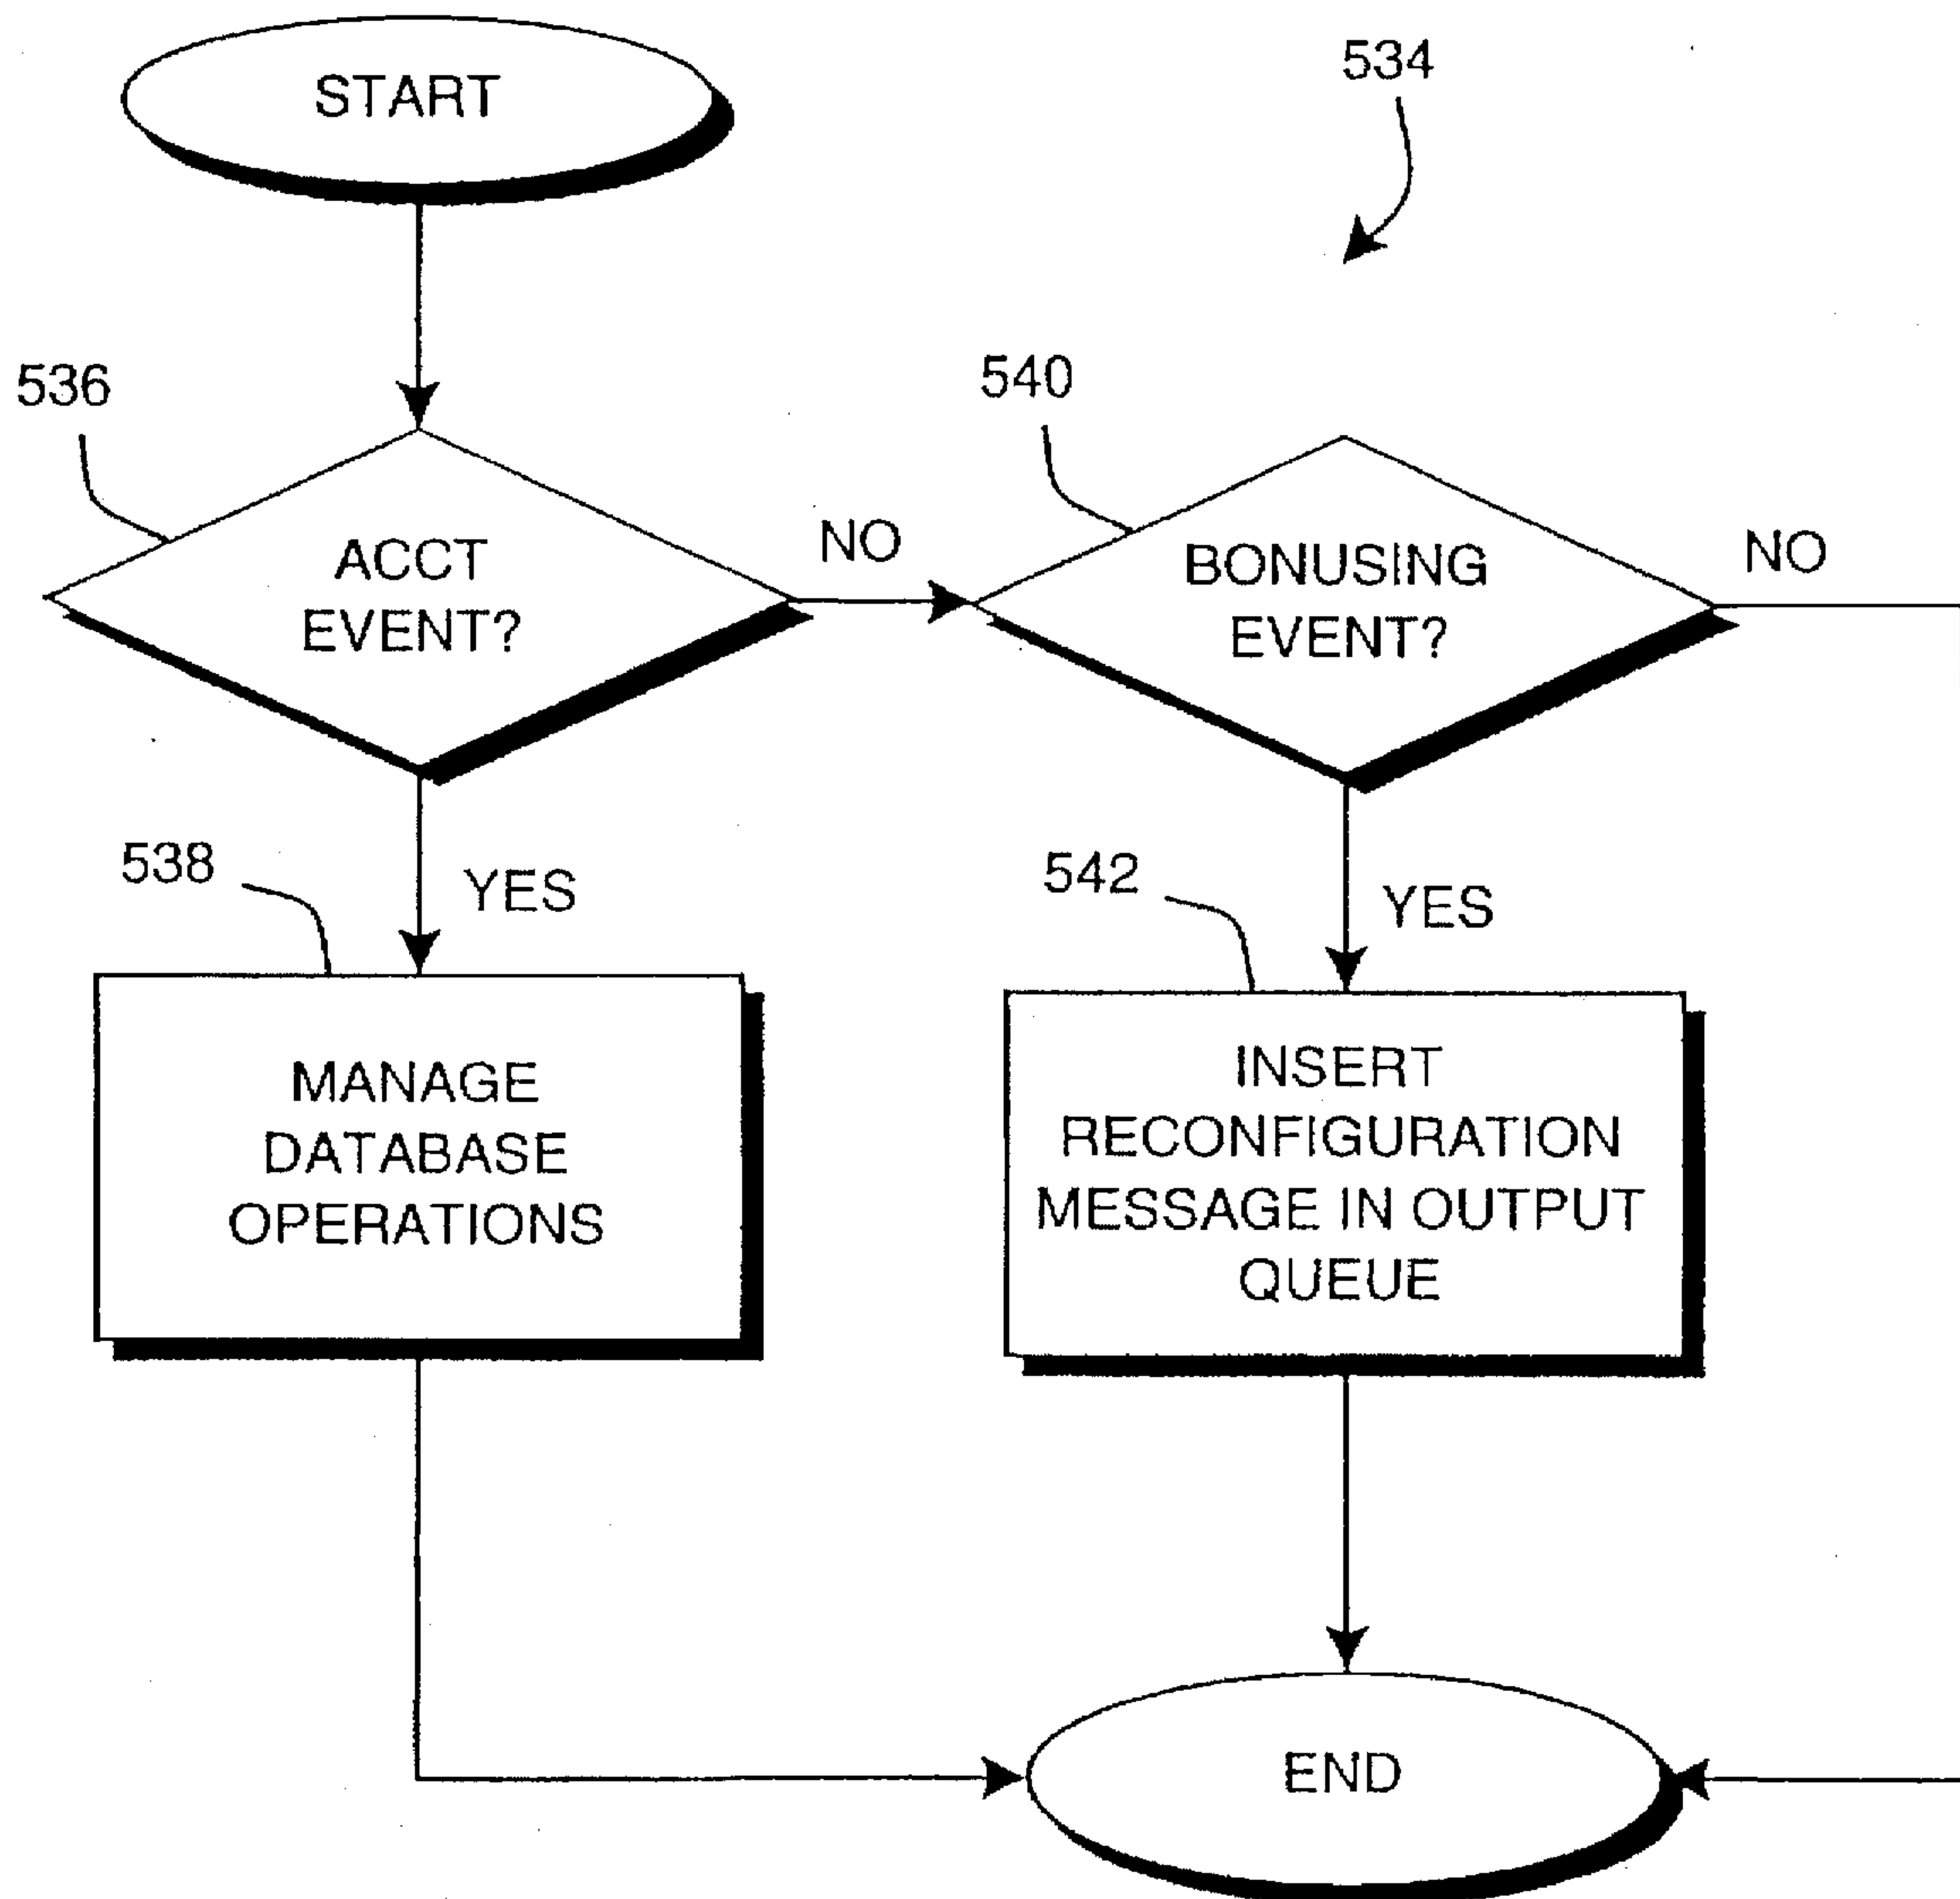 START
534
536
ACCT
EVENT?
NO
540
BONUSING
EVENT?
NO
538
YES
542
YES
MANAGE
DATABASE
OPERATIONS
INSERT
RECONFIGURATION
MESSAGE IN OUTPUT
QUEUE
END